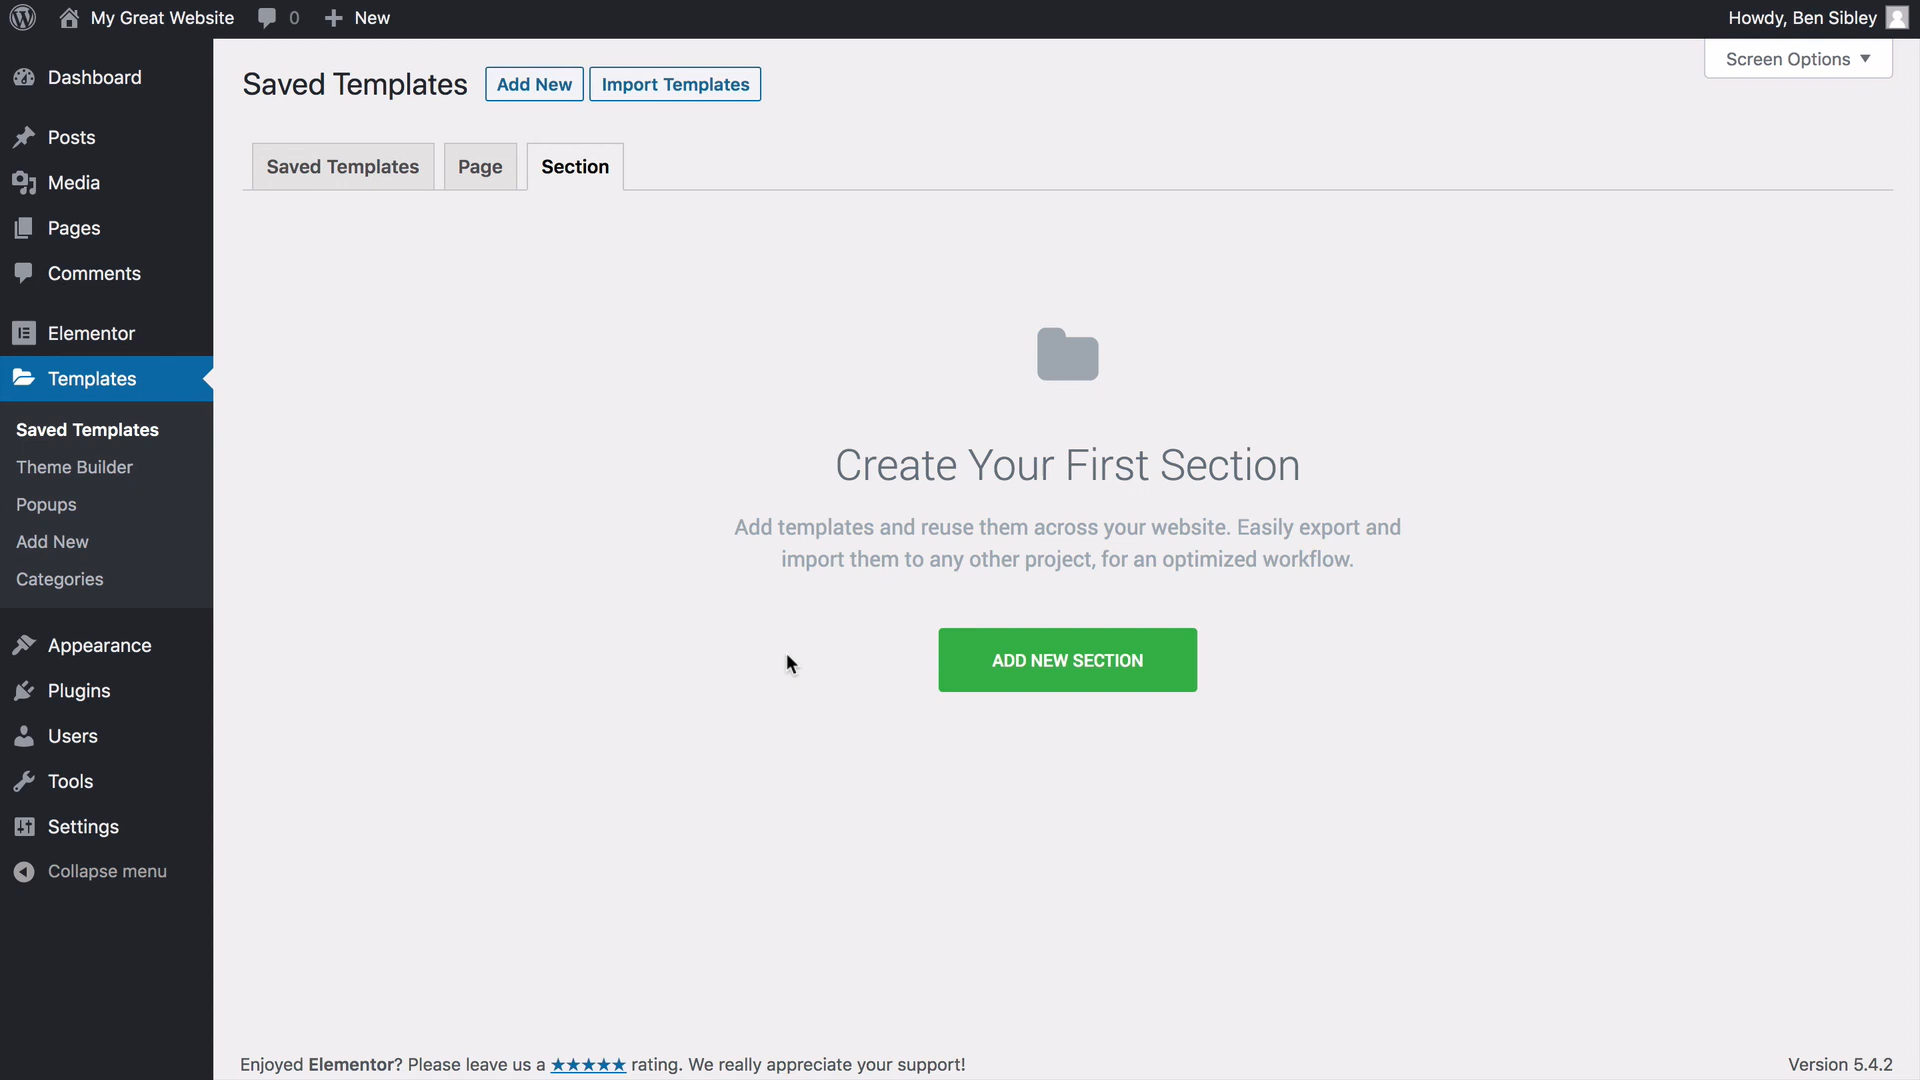 My Great Website 0 New Howdy, Ben Sibley
Screen Options
Dashboard
Posts
Media
Pages
Comments
Elementor
Templates
Saved Templates
Theme Builder
Popups
Add New
Categories
Appearance
Plugins
Users
Tools
Settings
Collapse menu
Saved Templates Add New Import Templates
Saved Templates Page Section
Create Your First Section
Add templates and reuse them across your website. Easily export and
import them to any other project, for an optimized workflow.
ADD NEW SECTION
Enjoyed Elementor? Please leave us a ★★★★★ rating. We really appreciate your support! Version 5.4.2